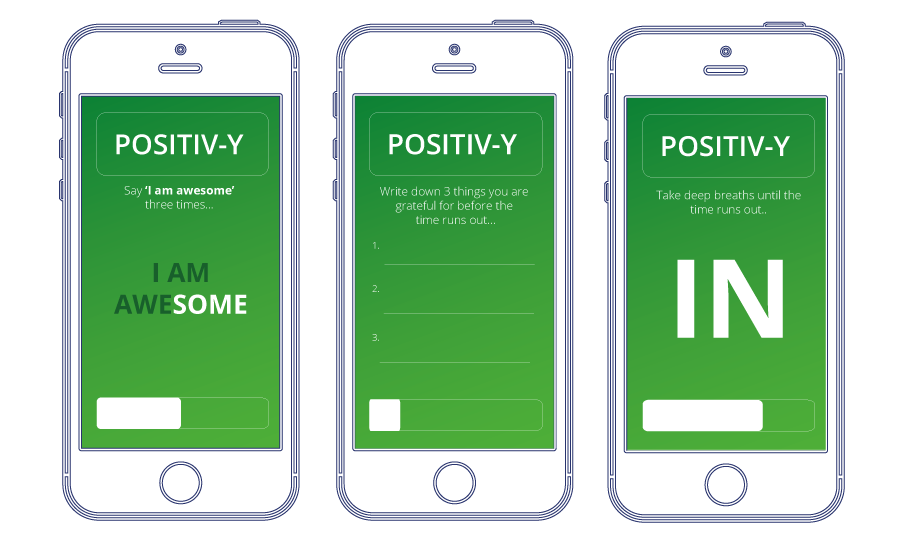 POSITIV-Y
Say ‘I am awesome’
three times...
I AM
AWESOME
POSITIV-Y
Write down 3 things you are
grateful for before the
time runs out...
1.
2.
3.
POSITIV-Y
Take deep breaths until the
time runs out..
IN